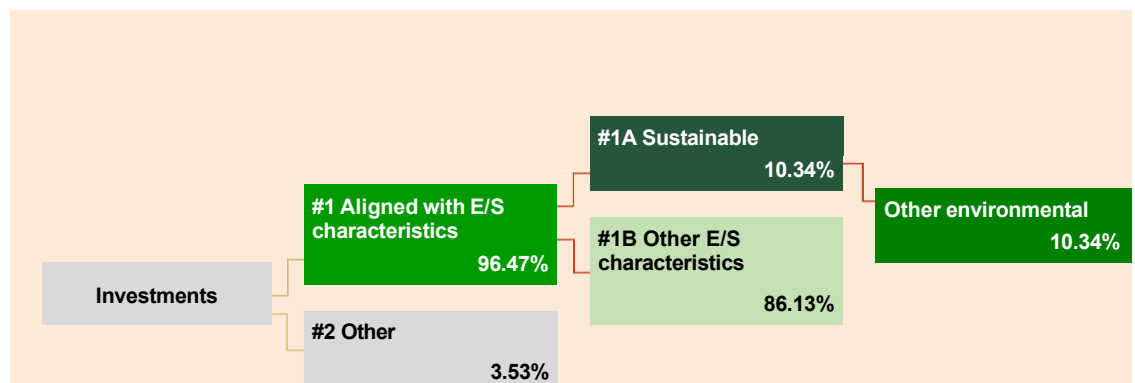 Investments
#1 Aligned with E/S
characteristics
96.47%
#2 Other
3.53%
#1A Sustainable
10.34%
#1B Other E/S
characteristics
86.13%
Other environmental
10.34%